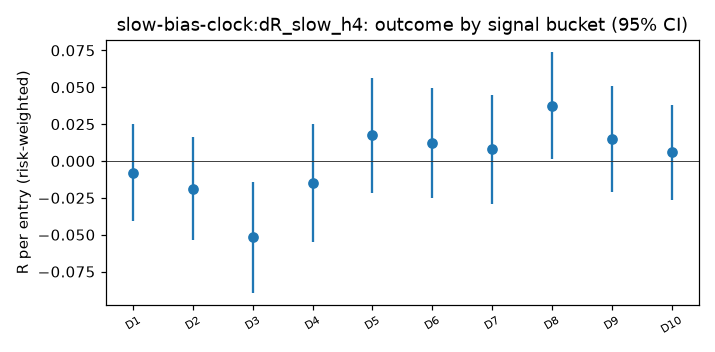 slow-bias-clock:dR_slow_h4: outcome by signal bucket (95% CI)
R per entry (risk-weighted)
0.075
0.050
0.025
0.000
−0.025
−0.050
−0.075
D1 D2 D3 D4 D5 D6 D7 D8 D9 D10